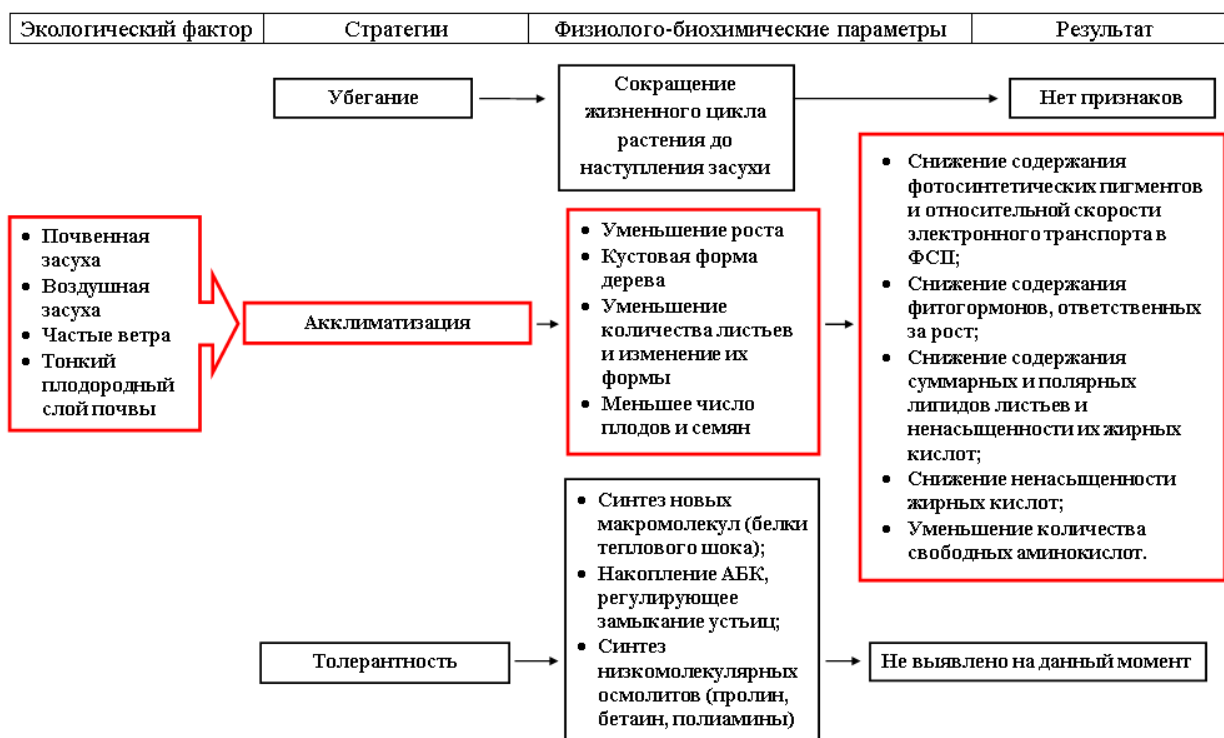 Экологический фактор
Стратегии
Физиолого-биохимические параметры
Результат
Убегание
Сокращение
жизненного цикла
растения до
наступления засухи
Нет признаков
• Почвенная
засуха
• Воздушная
засуха
• Частые ветра
• Тонкий
плодородный
слой почвы
Акклиматизация
• Уменьшение роста
• Кустовая форма
дерева
• Уменьшение
количества листьев
и изменение их
формы
• Меньшее число
плодов и семян
• Снижение содержания
фотосинтетических пигментов
и относительной скорости
электронного транспорта в
ФСП;
• Снижение содержания
фитогормонов, ответственных
за рост;
• Снижение содержания
суммарных и полярных
липидов листьев и
ненасыщенности их жирных
кислот;
• Снижение ненасыщенности
жирных кислот;
• Уменьшение количества
свободных аминокислот.
Толерантность
• Синтез новых
макромолекул (белки
теплового шока);
• Накопление АБК,
регулирующее
замыкание устьиц;
• Синтез
низкомолекулярных
осмолитов (пролин,
бетаин, полиамины)
Не выявлено на данный момент